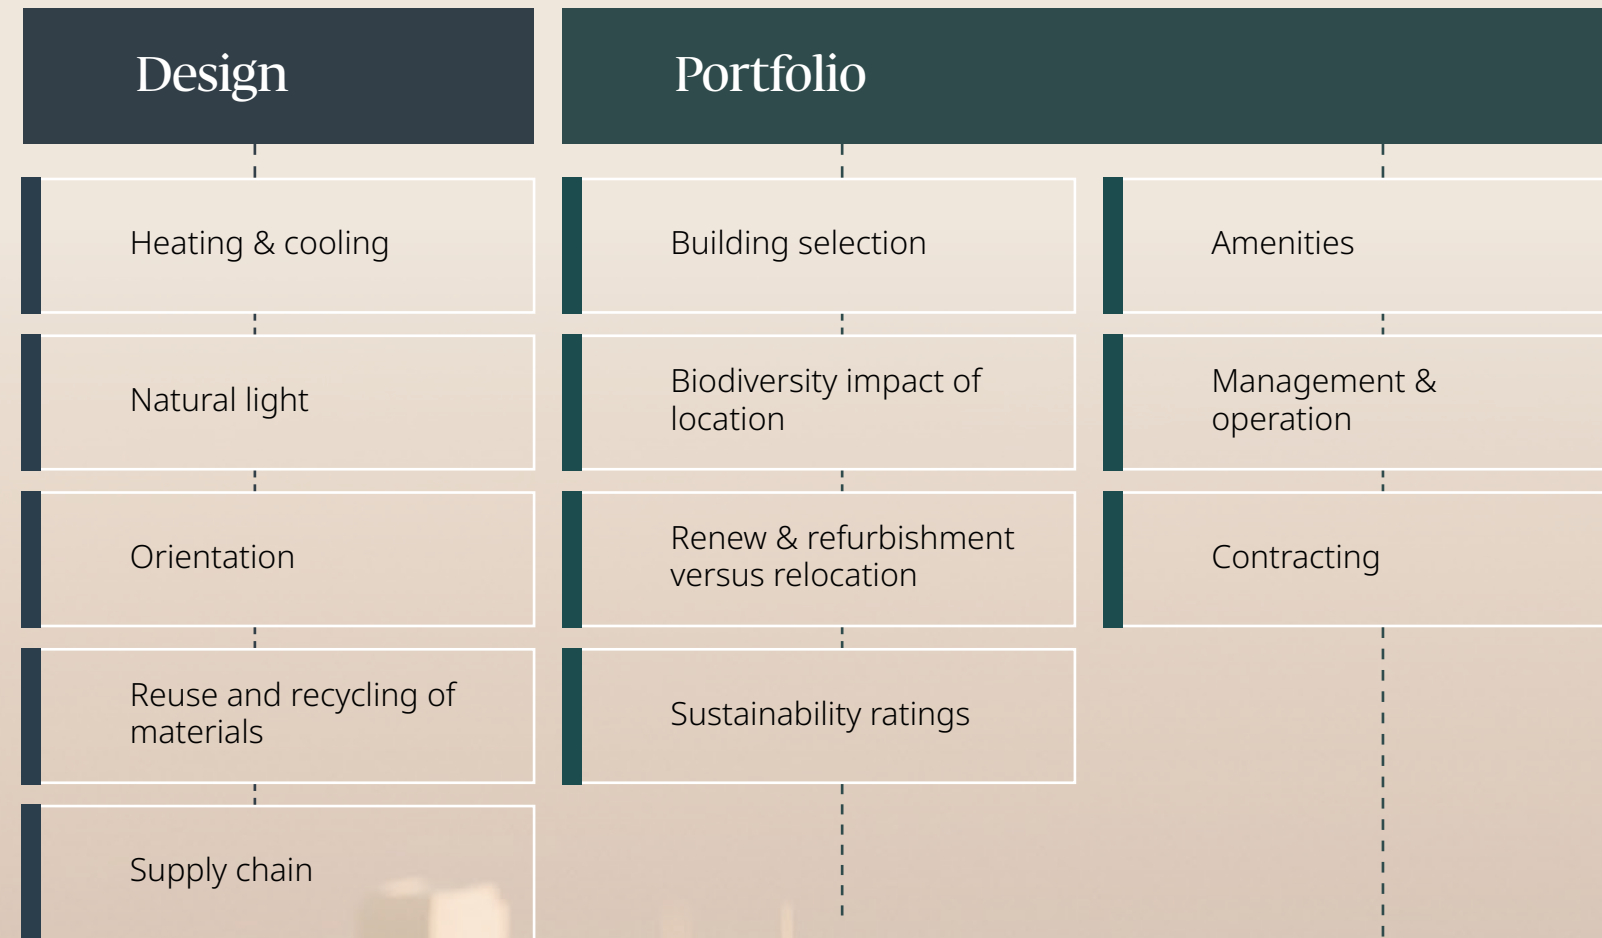 Design
Portfolio
Heating & cooling
Building selection
Amenities
Natural light
Biodiversity impact of
location
Management &
operation
Orientation
Renew & refurbishment
versus relocation
Contracting
Reuse and recycling of
materials
Sustainability ratings
Supply chain